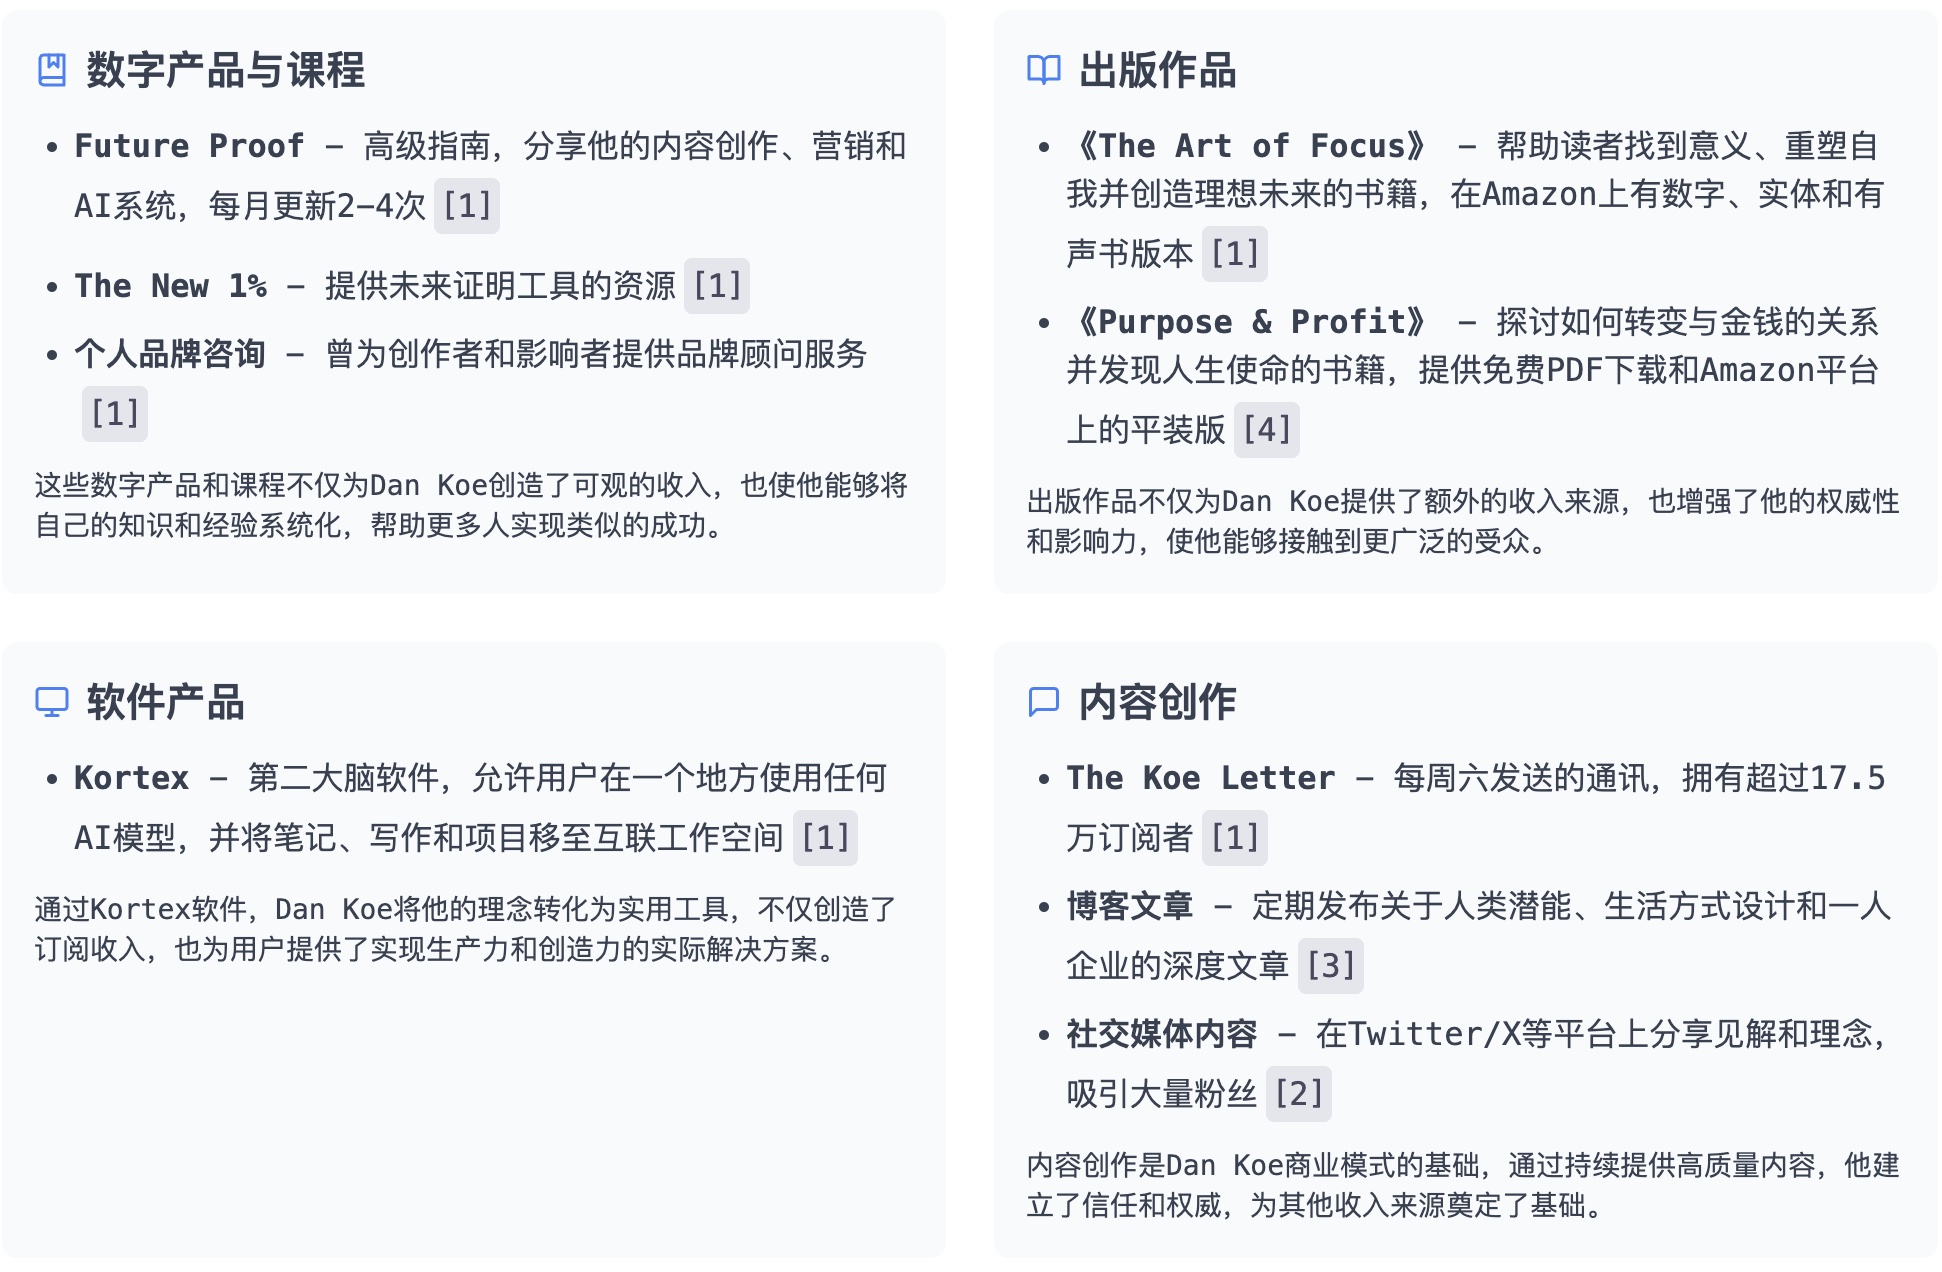 数字产品与课程
Future Proof – 高级指南，分享他的内容创作、营销和
AI系统，每月更新2-4次 [1]
The New 1% – 提供未来证明工具的资源 [1]
个人品牌咨询 – 曾为创作者和影响者提供品牌顾问服务
[1]
这些数字产品和课程不仅为Dan Koe创造了可观的收入，也使他能够将
自己的知识和经验系统化，帮助更多人实现类似的成功。
出版作品
《The Art of Focus》 – 帮助读者找到意义、重塑自
我并创造理想未来的书籍，在Amazon上有数字、实体和有
声书版本 [1]
《Purpose & Profit》 – 探讨如何转变与金钱的关系
并发现人生使命的书籍，提供免费PDF下载和Amazon平台
上的平装版 [4]
出版作品不仅为Dan Koe提供了额外的收入来源，也增强了他的权威性
和影响力，使他能够接触到更广泛的受众。
软件产品
Kortex – 第二大脑软件，允许用户在一个地方使用任何
AI模型，并将笔记、写作和项目移至互联工作空间 [1]
通过Kortex软件，Dan Koe将他的理念转化为实用工具，不仅创造了
订阅收入，也为用户提供了实现生产力和创造力的实际解决方案。
内容创作
The Koe Letter – 每周六发送的通讯，拥有超过17.5
万订阅者 [1]
博客文章 – 定期发布关于人类潜能、生活方式设计和一人
企业的深度文章 [3]
社交媒体内容 – 在Twitter/X等平台上分享见解和理念，
吸引大量粉丝 [2]
内容创作是Dan Koe商业模式的基础，通过持续提供高质量内容，他建
立了信任和权威，为其他收入来源奠定了基础。